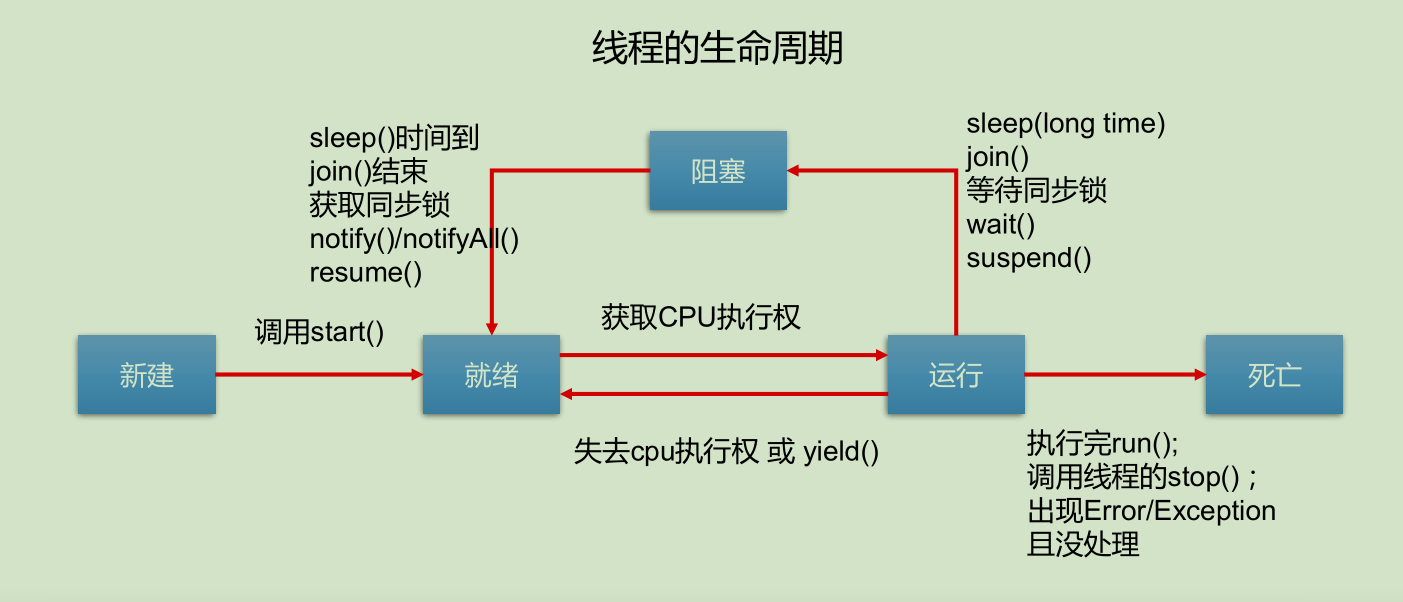 线程的生命周期
sleep()时间到
join()结束
获取同步锁
notify()/notifyAll()
resume()
阻塞
sleep(long time)
join()
等待同步锁
wait()
suspend()
调用start()
获取CPU执行权
新建
就绪
运行
死亡
失去cpu执行权 或 yield()
执行完run();
调用线程的stop() ;
出现Error/Exception
且没处理